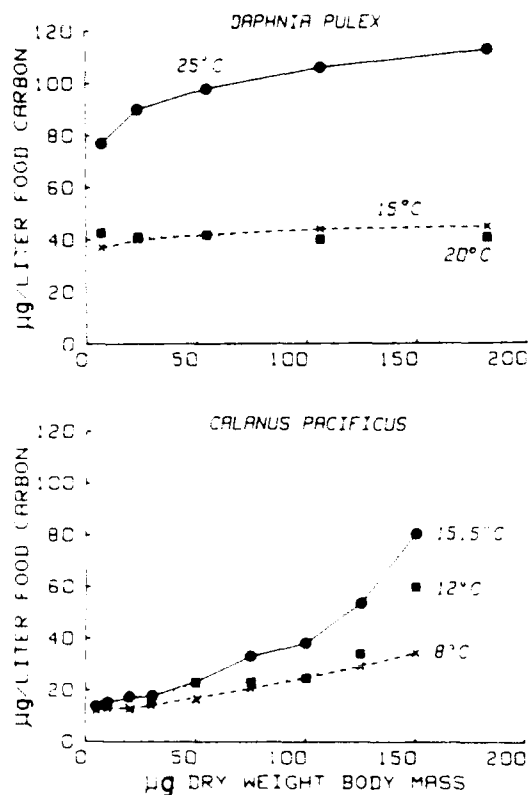 DAPHNIA PULEX
µg/LITER FOOD CARBON
120
100
80
60
40
20
0
25°C
15°C
20°C
0 50 100 150 200
CALANUS PACIFICUS
µg/LITER FOOD CARBON
120
100
80
60
40
20
0
15.5°C
12°C
8°C
0 50 100 150 200
µg DRY WEIGHT BODY MASS